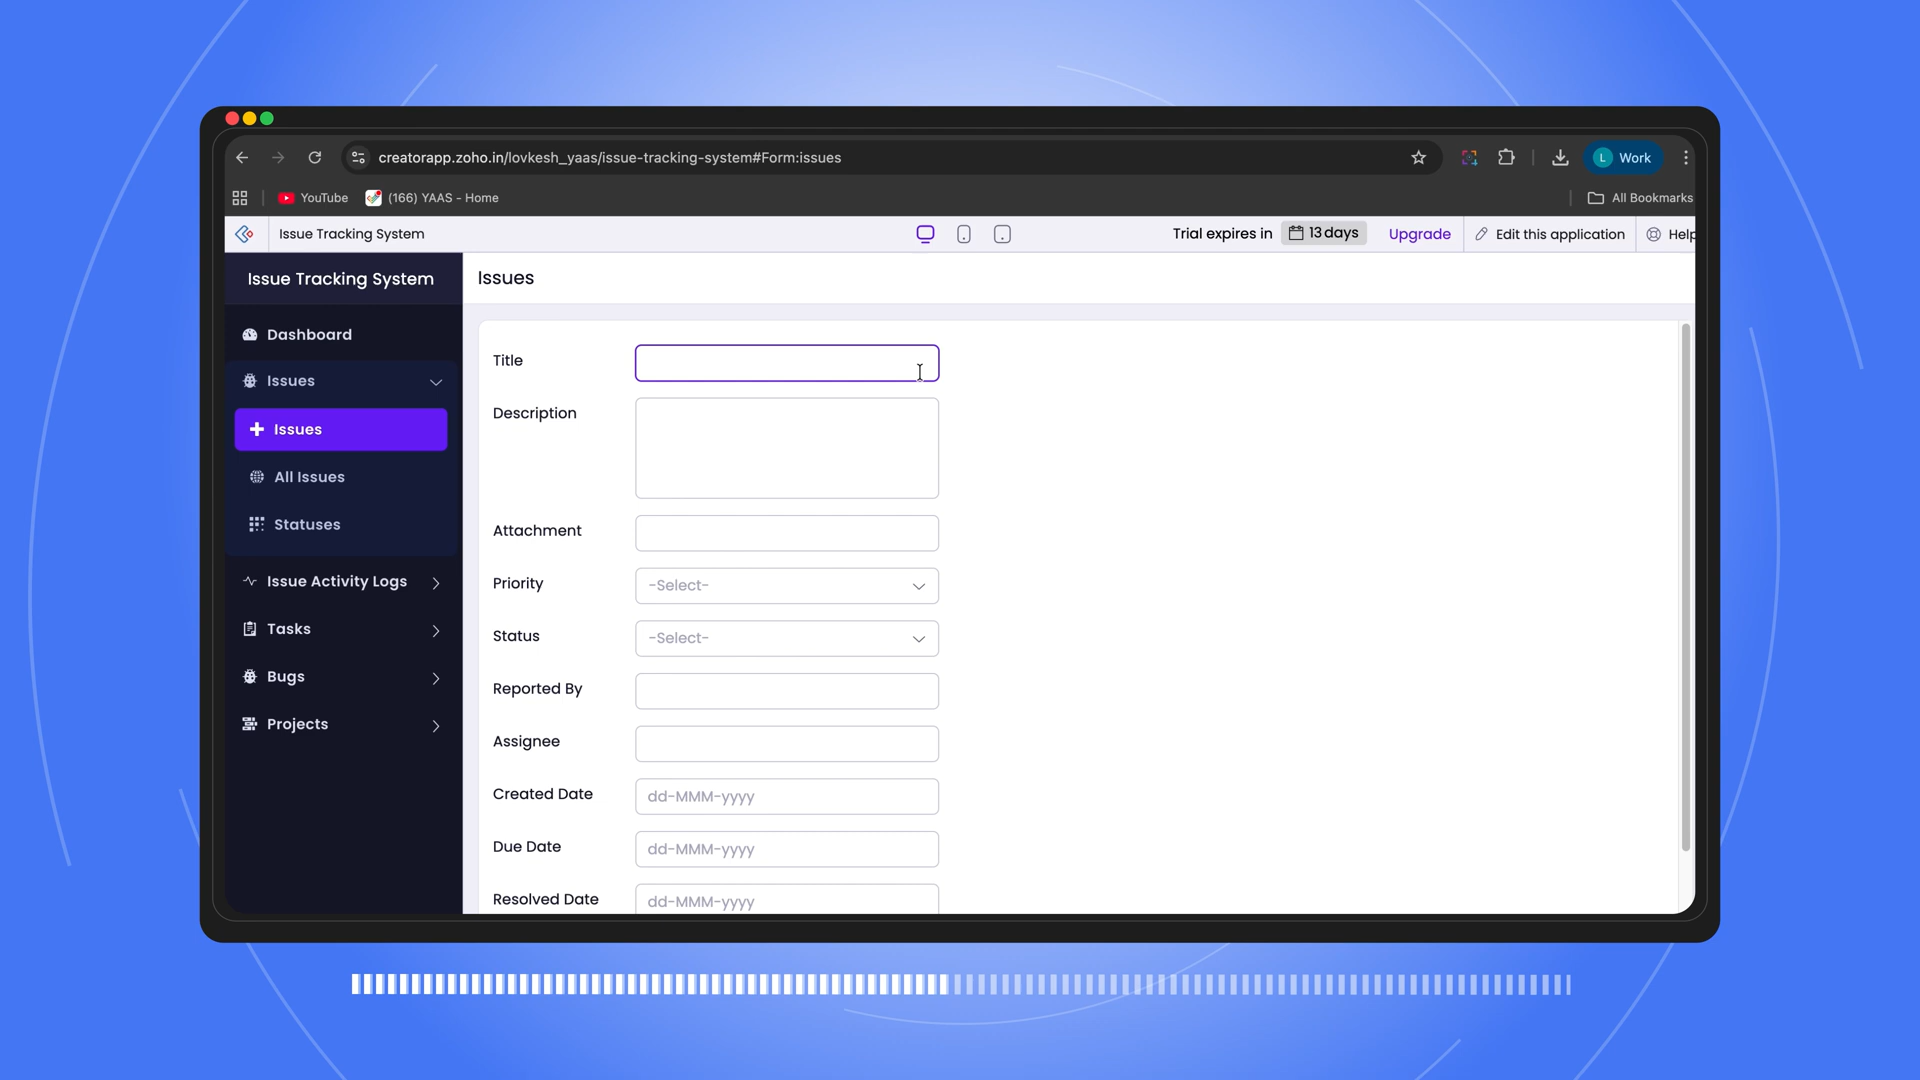 creatorapp.zoho.in/lovkesh_yaas/issue-tracking-system#Form:issues
L Work
YouTube
(166) YAAS - Home
All Bookmarks
Issue Tracking System
Trial expires in
13 days
Upgrade
Edit this application
Help
Issue Tracking System
Issues
Dashboard
Issues
Issues
All Issues
Statuses
Issue Activity Logs
Tasks
Bugs
Projects
Title
Description
Attachment
Priority
-Select-
Status
-Select-
Reported By
Assignee
Created Date
dd-MMM-yyyy
Due Date
dd-MMM-yyyy
Resolved Date
dd-MMM-yyyy